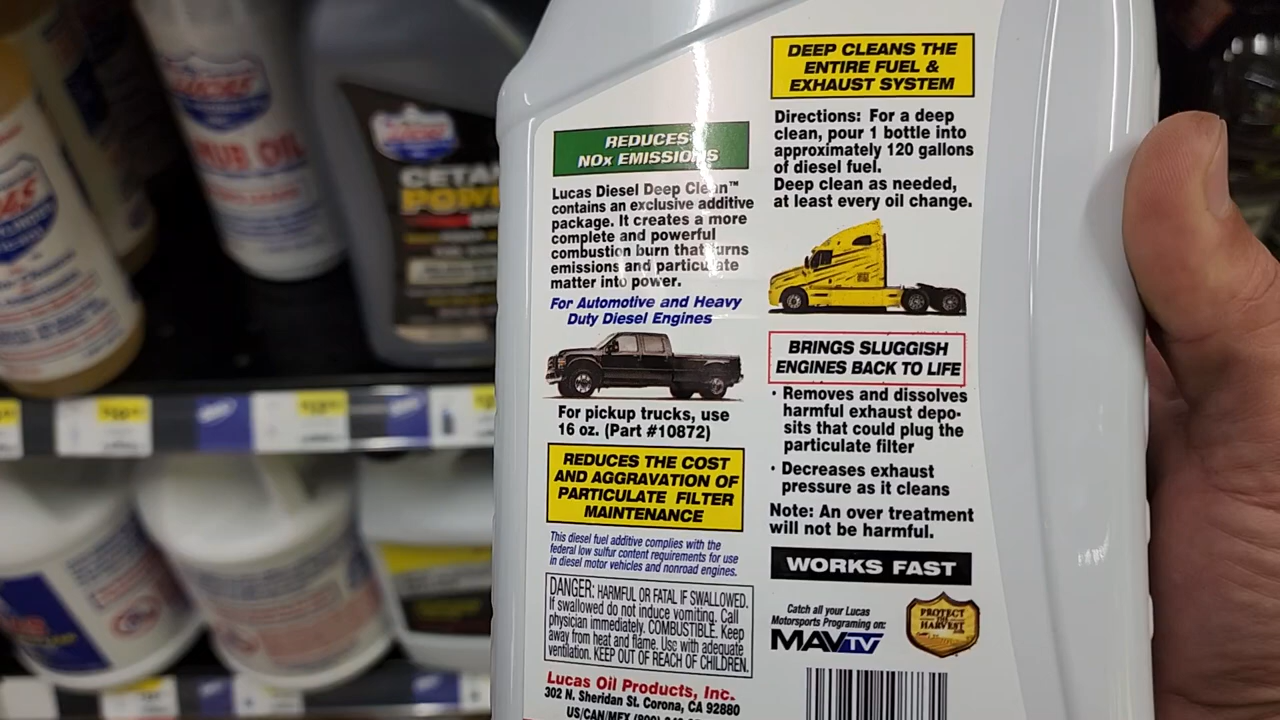 REDUCES
NOx EMISSIONS
Lucas Diesel Deep Clean™
contains an exclusive additive
package. It creates a more
complete and powerful
combustion burn that turns
emissions and particulate
matter into power.
For Automotive and Heavy
Duty Diesel Engines
For pickup trucks, use
16 oz. (Part #10872)
REDUCES THE COST
AND AGGRAVATION OF
PARTICULATE FILTER
MAINTENANCE
This diesel fuel additive complies with the
federal low sulfur content requirements for use
in diesel motor vehicles and nonroad engines.
DANGER: HARMFUL OR FATAL IF SWALLOWED.
If swallowed do not induce vomiting. Call
physician immediately. COMBUSTIBLE. Keep
away from heat and flame. Use with adequate
ventilation. KEEP OUT OF REACH OF CHILDREN.
Lucas Oil Products, Inc.
302 N. Sheridan St. Corona, CA 92880
US/CAN/MEX (800)
DEEP CLEANS THE
ENTIRE FUEL &
EXHAUST SYSTEM
Directions: For a deep
clean, pour 1 bottle into
approximately 120 gallons
of diesel fuel.
Deep clean as needed,
at least every oil change.
BRINGS SLUGGISH
ENGINES BACK TO LIFE
· Removes and dissolves
harmful exhaust depo-
sits that could plug the
particulate filter
· Decreases exhaust
pressure as it cleans
Note: An over treatment
will not be harmful.
WORKS FAST
Catch all your Lucas
Motorsports Programing on:
MAVTV
PROTECT
THE
HARVEST
LUCAS
OIL
CETA
POW